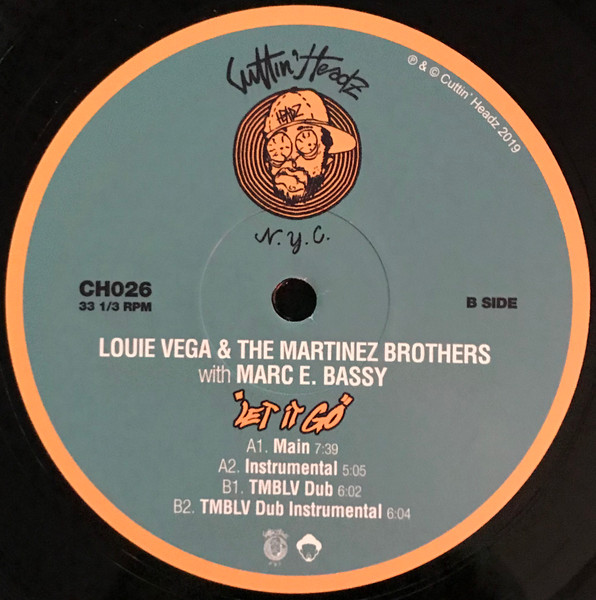 Cuttin' Headz
℗ & © Cuttin' Headz 2019
HEADZ
N.Y.C.
CH026
33 1/3 RPM
B SIDE
LOUIE VEGA & THE MARTINEZ BROTHERS
with MARC E. BASSY
"LET IT GO"
A1. Main 7:39
A2. Instrumental 5:05
B1. TMBLV Dub 6:02
B2. TMBLV Dub Instrumental 6:04